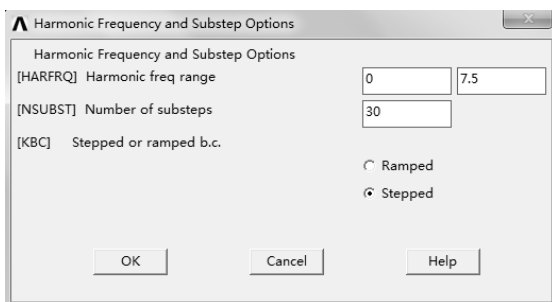 Harmonic Frequency and Substep Options
Harmonic Frequency and Substep Options
[HARFRQ] Harmonic freq range 0 7.5
[NSUBST] Number of substeps 30
[KBC] Stepped or ramped b.c.
Ramped
Stepped
OK Cancel Help